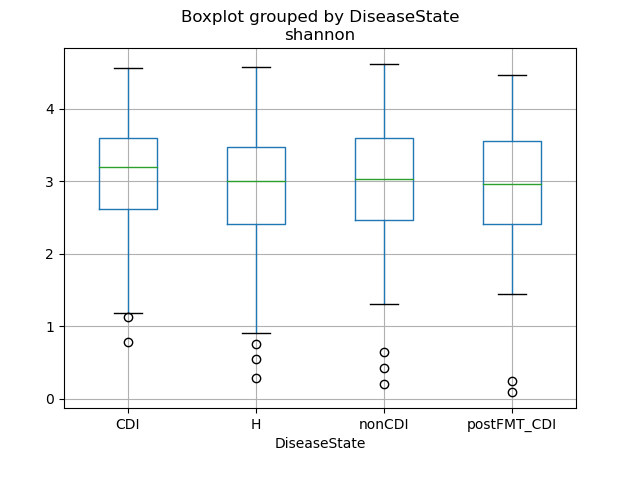 Boxplot grouped by DiseaseState
shannon
4
3
2
1
0
CDI
H
nonCDI
postFMT_CDI
DiseaseState